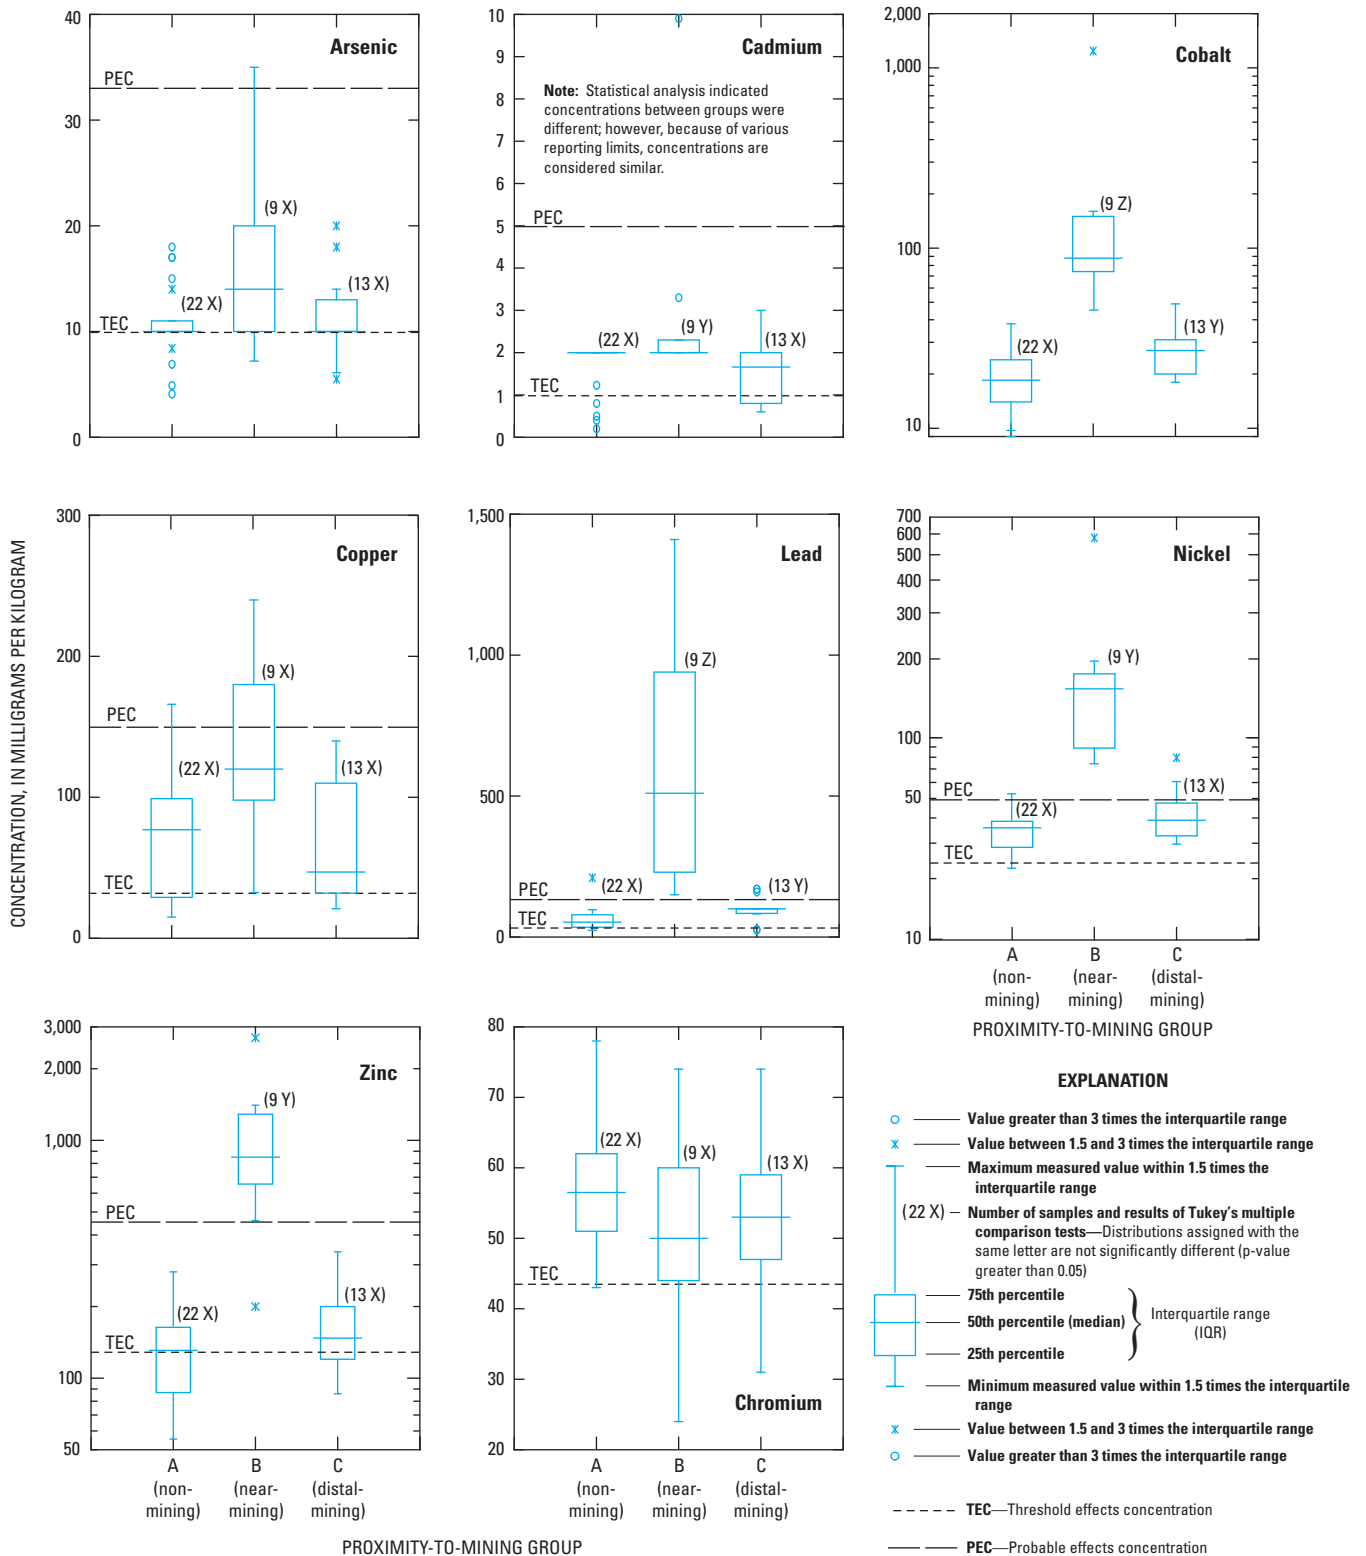 40
30
20
10
0
Arsenic
PEC
TEC
(22 X)
(9 X)
(13 X)
10
9
8
7
6
5
4
3
2
1
0
Cadmium
Note: Statistical analysis indicated
concentrations between groups were
different; however, because of various
reporting limits, concentrations are
considered similar.
PEC
TEC
(22 X)
(9 Y)
(13 X)
2,000
1,000
100
10
Cobalt
(22 X)
(9 Z)
(13 Y)
CONCENTRATION, IN MILLIGRAMS PER KILOGRAM
300
200
100
0
Copper
PEC
TEC
(22 X)
(9 X)
(13 X)
1,500
1,000
500
0
Lead
PEC
TEC
(22 X)
(9 Z)
(13 Y)
700
600
500
400
300
200
100
50
10
Nickel
PEC
TEC
(22 X)
(9 Y)
(13 X)
A
(non-
mining)
B
(near-
mining)
C
(distal-
mining)
PROXIMITY-TO-MINING GROUP
3,000
2,000
1,000
100
50
Zinc
PEC
TEC
(22 X)
(9 Y)
(13 X)
A
(non-
mining)
B
(near-
mining)
C
(distal-
mining)
80
70
60
50
40
30
20
Chromium
TEC
(22 X)
(9 X)
(13 X)
A
(non-
mining)
B
(near-
mining)
C
(distal-
mining)
PROXIMITY-TO-MINING GROUP
EXPLANATION
Value greater than 3 times the interquartile range
Value between 1.5 and 3 times the interquartile range
Maximum measured value within 1.5 times the
interquartile range
(22 X)
Number of samples and results of Tukey's multiple
comparison tests—Distributions assigned with the
same letter are not significantly different (p-value
greater than 0.05)
75th percentile
50th percentile (median)
25th percentile
Interquartile range
(IQR)
Minimum measured value within 1.5 times the interquartile
range
Value between 1.5 and 3 times the interquartile range
Value greater than 3 times the interquartile range
TEC—Threshold effects concentration
PEC—Probable effects concentration